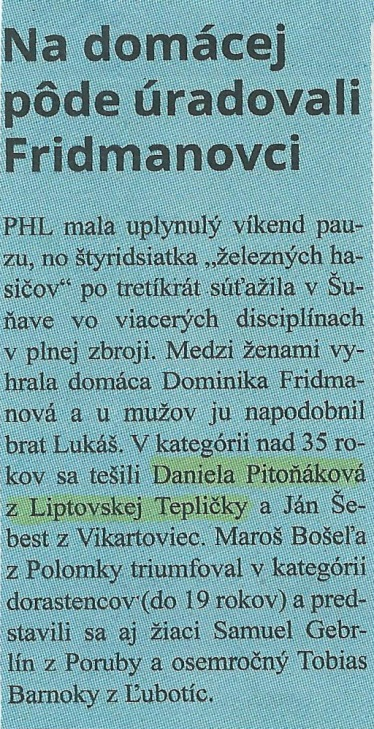 Na domácej
pôde úradovali
Fridmanovci
PHL mala uplynulý víkend pau-
zu, no štyridsiatka „železných ha-
sičov“ po tretíkrát súťažila v Šu-
ňave vo viacerých disciplínach
v plnej zbroji. Medzi ženami vy-
hrala domáca Dominika Fridma-
nová a u mužov ju napodobnil
brat Lukáš. V kategórii nad 35 ro-
kov sa tešili Daniela Pitoňáková
z Liptovskej Tepličky a Ján Še-
best z Vikartoviec. Maroš Bošeľa
z Polomky triumfoval v kategórii
dorastencov (do 19 rokov) a pred-
stavili sa aj žiaci Samuel Gebr-
lín z Poruby a osemročný Tobias
Barnoky z Ľubotíc.